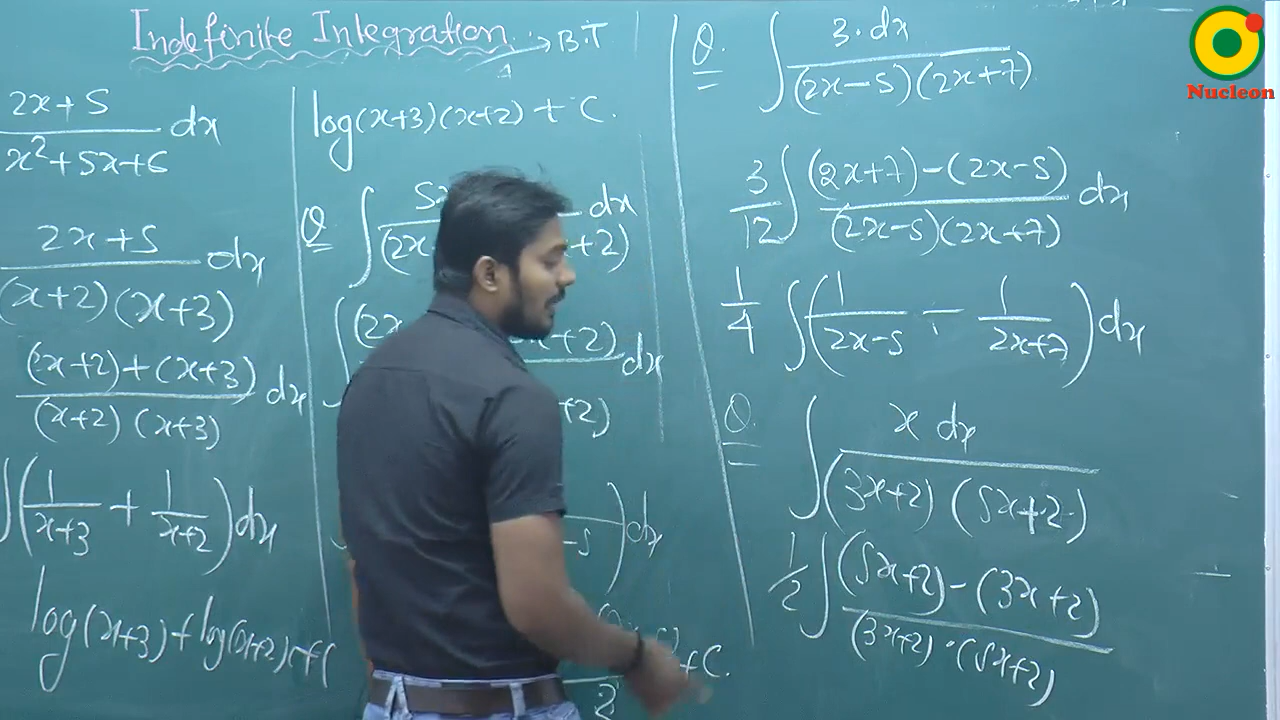 Indefinite Integration → B.T
2x+5 / x²+5x+6 dx
2x+5 / (x+2)(x+3) dx
(x+2)+(x+3) / (x+2)(x+3) dx
∫(1/(x+3) + 1/(x+2))dx
log(x+3)+log(x+2)+C
log(x+3)(x+2)+C.
Q ∫ dx
(2x +2)
∫ (2x +2) dx
+2)
)dx
2 +C.
Q. ∫ 3·dx / (2x-5)(2x+7)
3/12 ∫ (2x+7)-(2x-5) / (2x-5)(2x+7) dx
1/4 ∫(1/(2x-5) - 1/(2x+7))dx
Q. ∫ x dx / (3x+2)(5x+2)
1/2 ∫ (5x+2)-(3x+2) / (3x+2)·(5x+2)
Nucleon